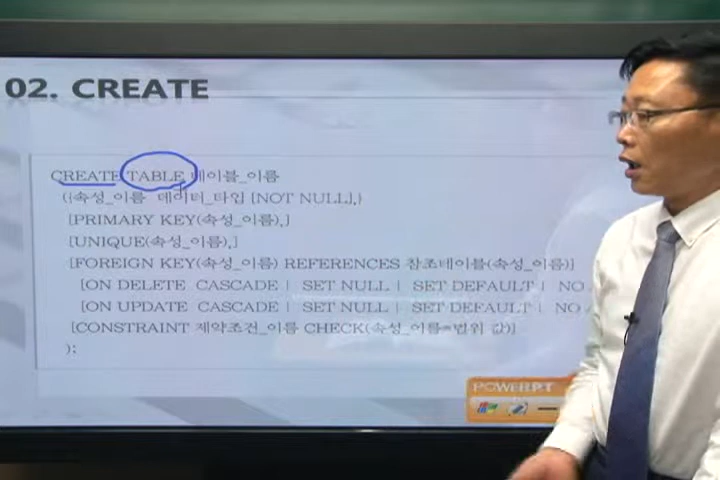 02. CREATE
CREATE TABLE 테이블_이름
({속성_이름 데이터_타입 [NOT NULL],}
[PRIMARY KEY(속성_이름),]
[UNIQUE(속성_이름),]
[FOREIGN KEY(속성_이름) REFERENCES 참조테이블(속성_이름)]
[ON DELETE CASCADE | SET NULL | SET DEFAULT | NO
[ON UPDATE CASCADE | SET NULL | SET DEFAULT | NO
[CONSTRAINT 제약조건_이름 CHECK(속성_이름=범위 값)]
);
POWERP.T